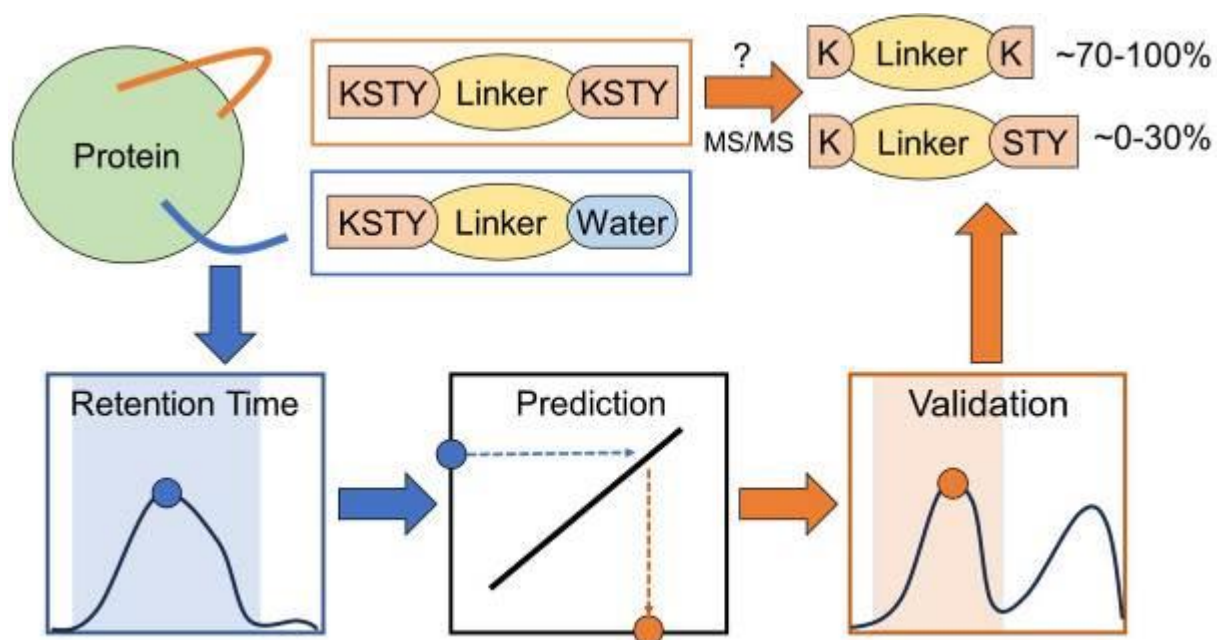 Protein
KSTY Linker KSTY
KSTY Linker Water
?
MS/MS
K Linker K ~70-100%
K Linker STY ~0-30%
Retention Time
Prediction
Validation